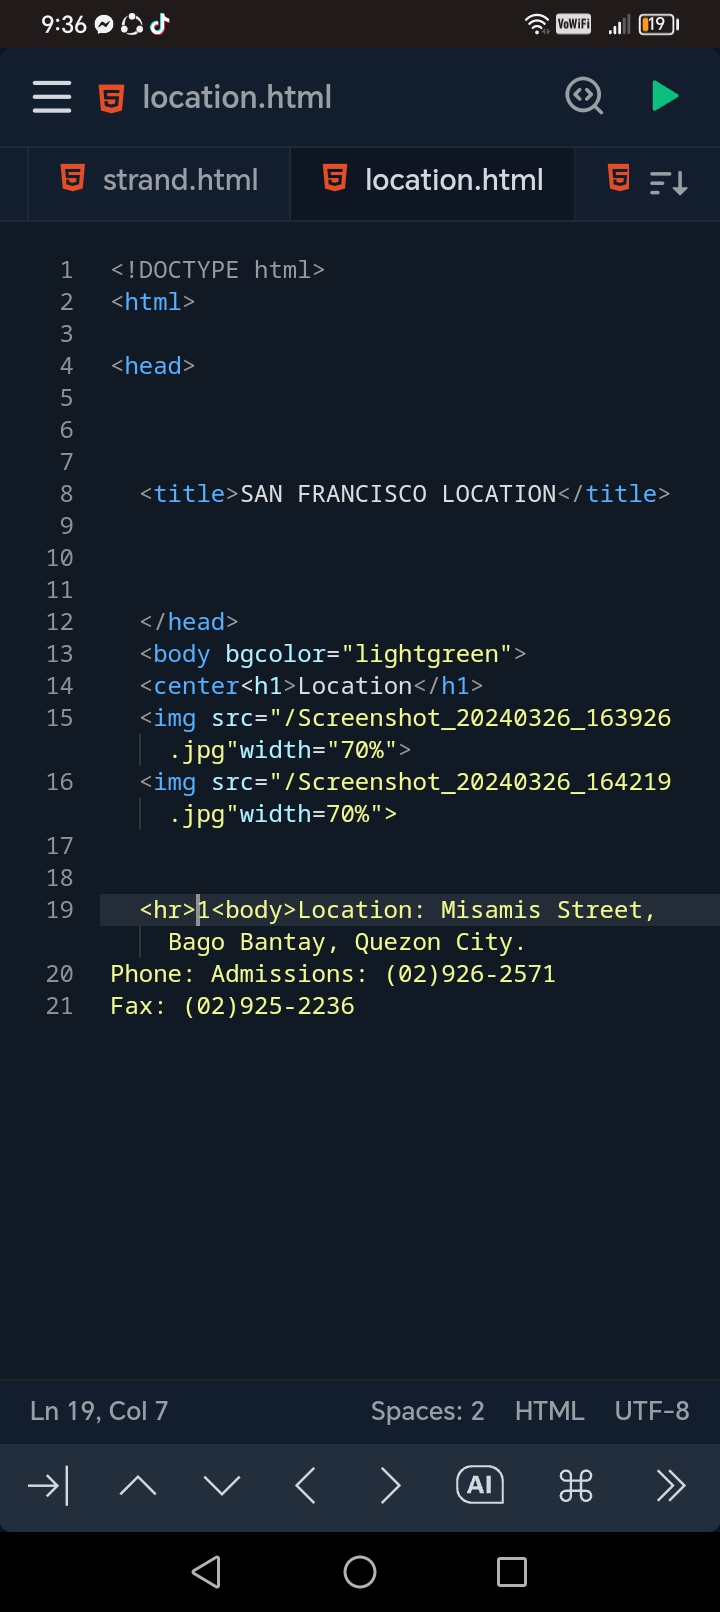 9:36 VoWiFi 19
location.html
strand.html location.html
1 <!DOCTYPE html>
2 <html>
3
4 <head>
5
6
7
8 <title>SAN FRANCISCO LOCATION</title>
9
10
11
12 </head>
13 <body bgcolor="lightgreen">
14 <center<h1>Location</h1>
15 <img src="/Screenshot_20240326_163926
.jpg"width="70%">
16 <img src="/Screenshot_20240326_164219
.jpg"width=70%">
17
18
19 <hr>1<body>Location: Misamis Street,
Bago Bantay, Quezon City.
20 Phone: Admissions: (02)926-2571
21 Fax: (02)925-2236
Ln 19, Col 7 Spaces: 2 HTML UTF-8
AI